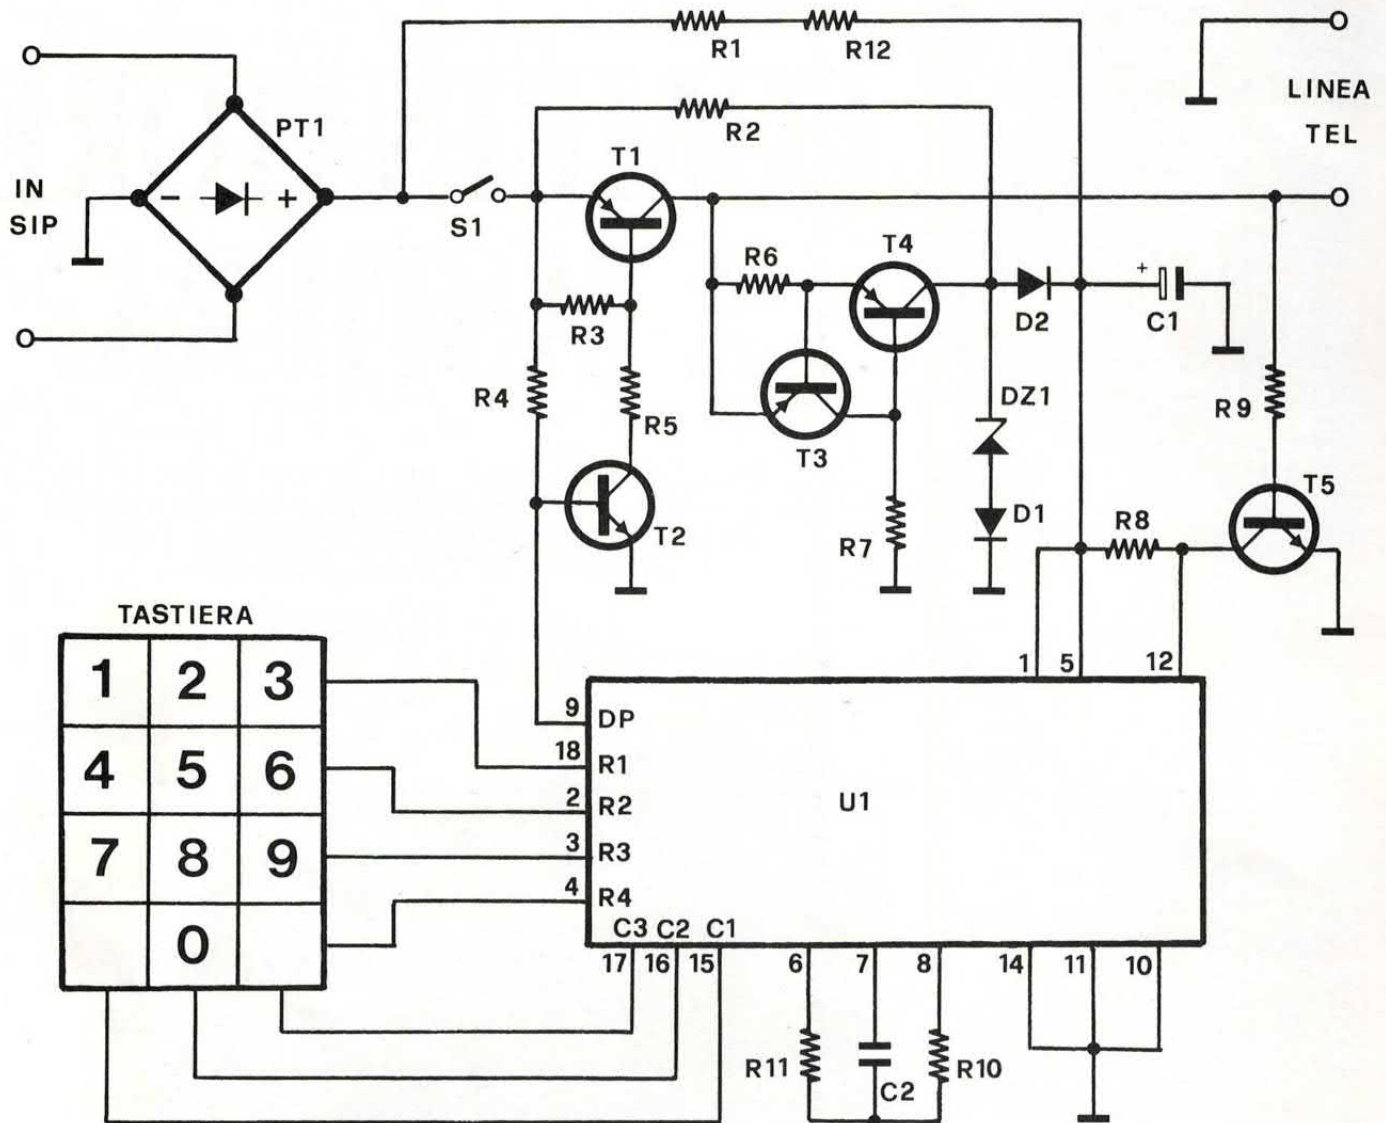 R1 R12
LINEA
TEL
PT1
R2
T1
IN
SIP
- +
S1
R6
T4
R3
D2
+
C1
R4
R5
T3
DZ1
R9
T2
R7
D1
R8
T5
TASTIERA
1 2 3
4 5 6
7 8 9
0
1 5 12
9 DP
18 R1
2 R2
3 R3
4 R4
U1
C3 C2 C1
17 16 15 6 7 8 14 11 10
R11 C2 R10